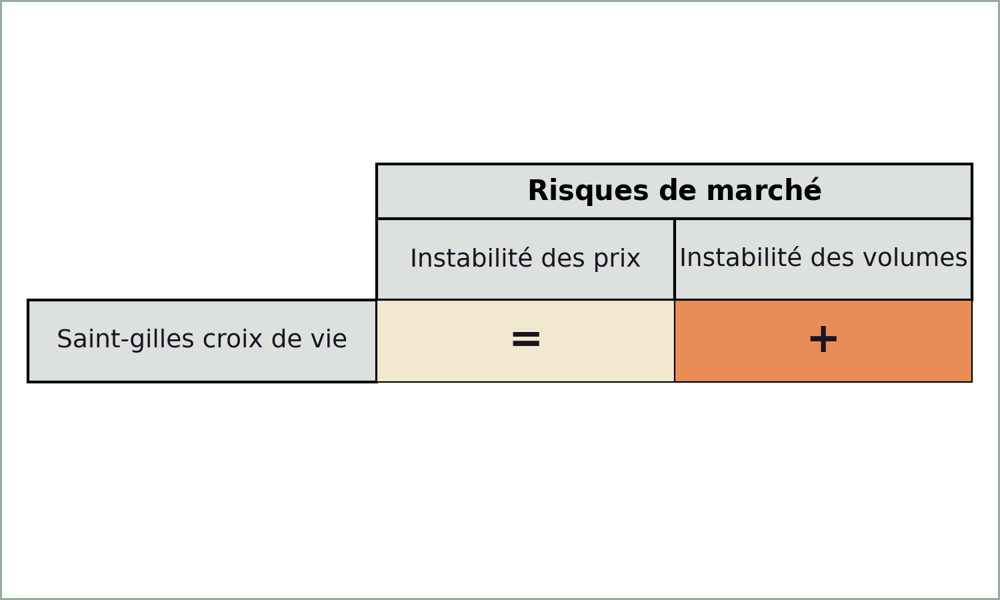 Risques de marché
Instabilité des prix
Instabilité des volumes
Saint-gilles croix de vie
=
+